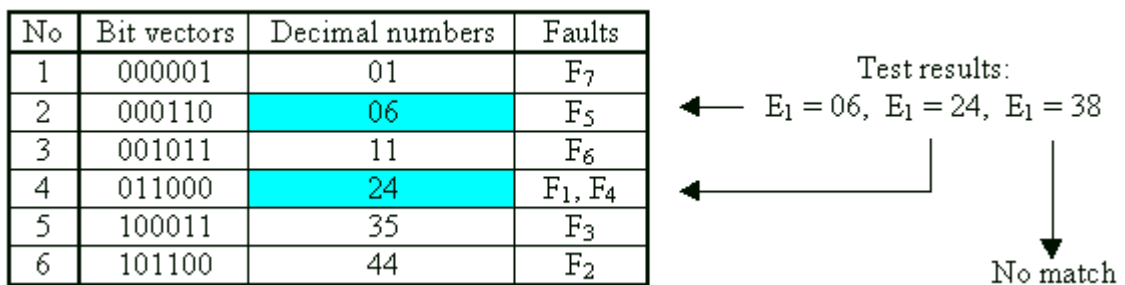 No Bit vectors Decimal numbers Faults
1 000001 01 F7
2 000110 06 F5
3 001011 11 F6
4 011000 24 F1, F4
5 100011 35 F3
6 101100 44 F2
Test results:
E1 = 06, E1 = 24, E1 = 38
No match